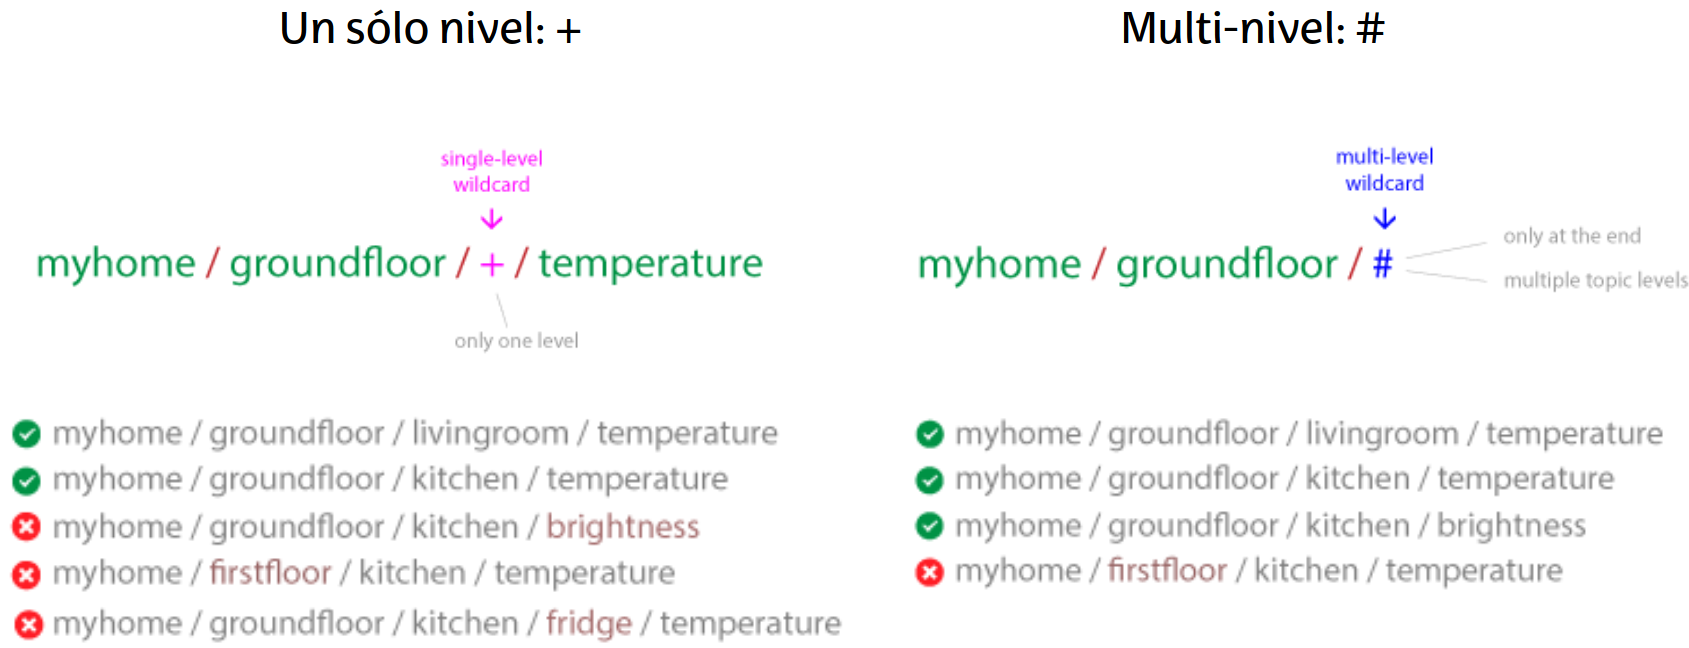 Un sólo nivel: +
single-level
wildcard
myhome / groundfloor / + / temperature
only one level
myhome / groundfloor / livingroom / temperature
myhome / groundfloor / kitchen / temperature
myhome / groundfloor / kitchen / brightness
myhome / firstfloor / kitchen / temperature
myhome / groundfloor / kitchen / fridge / temperature
Multi-nivel: #
multi-level
wildcard
myhome / groundfloor / #
only at the end
multiple topic levels
myhome / groundfloor / livingroom / temperature
myhome / groundfloor / kitchen / temperature
myhome / groundfloor / kitchen / brightness
myhome / firstfloor / kitchen / temperature